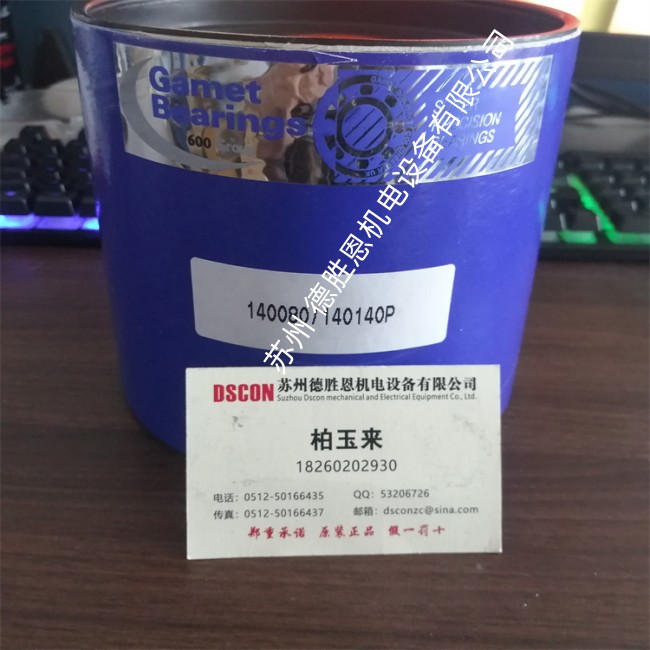 Gamet
Bearings
600 Group
PRECISION
BEARINGS
140080/140140P
苏州德胜恩机电设备有限公司
DSCON 苏州德胜恩机电设备有限公司
Suzhou Dscon mechanical and Electrical Equipment Co., Ltd.
柏玉来
18260202930
电话：0512-50166435 QQ：53206726
传真：0512-50166437 邮箱：dsconzc@sina.com
郑重承诺 原装正品 假一罚十